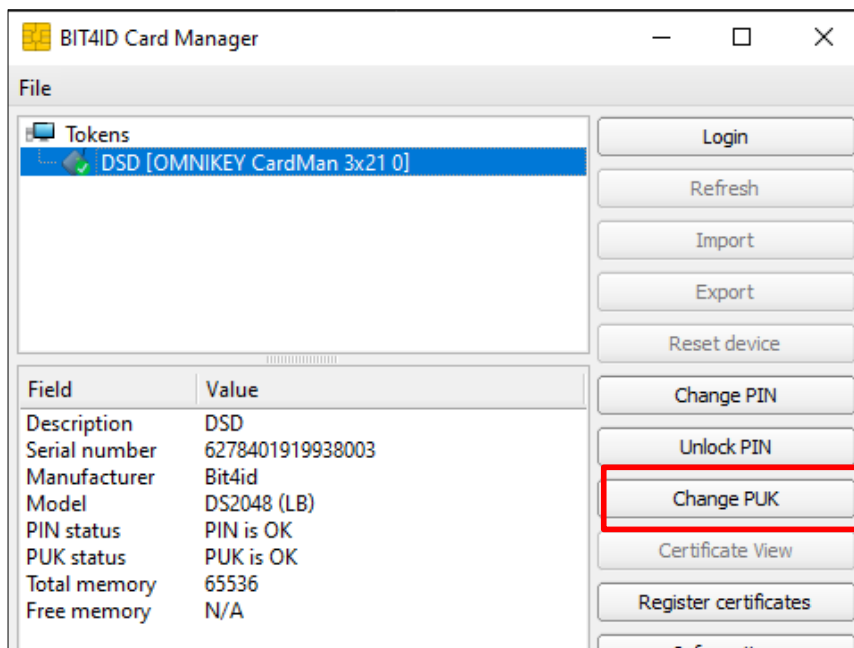 BIT4ID Card Manager
File
Tokens
DSD [OMNIKEY CardMan 3x21 0]
Login
Refresh
Import
Export
Reset device
Change PIN
Unlock PIN
Change PUK
Certificate View
Register certificates
Field Value
Description DSD
Serial number 6278401919938003
Manufacturer Bit4id
Model DS2048 (LB)
PIN status PIN is OK
PUK status PUK is OK
Total memory 65536
Free memory N/A